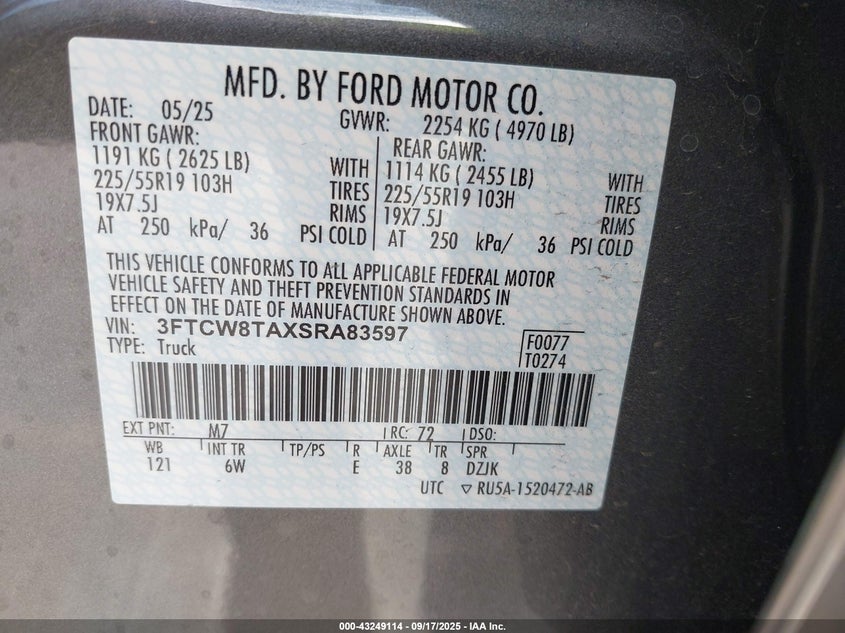 MFD. BY FORD MOTOR CO.
DATE: 05/25 GVWR: 2254 KG ( 4970 LB)
FRONT GAWR: REAR GAWR:
1191 KG ( 2625 LB) WITH 1114 KG ( 2455 LB) WITH
225/55R19 103H TIRES 225/55R19 103H TIRES
19X7.5J RIMS 19X7.5J RIMS
AT 250 kPa/ 36 PSI COLD AT 250 kPa/ 36 PSI COLD
THIS VEHICLE CONFORMS TO ALL APPLICABLE FEDERAL MOTOR
VEHICLE SAFETY AND THEFT PREVENTION STANDARDS IN
EFFECT ON THE DATE OF MANUFACTURE SHOWN ABOVE.
VIN: 3FTCW8TAXSRA83597
TYPE: Truck
F0077
T0274
EXT PNT: M7 RC: 72 DSO:
WB INT TR TP/PS R AXLE TR SPR
121 6W E 38 8 DZJK
UTC ▽ RU5A-1520472-AB
000-43249114 - 09/17/2025 - IAA Inc.